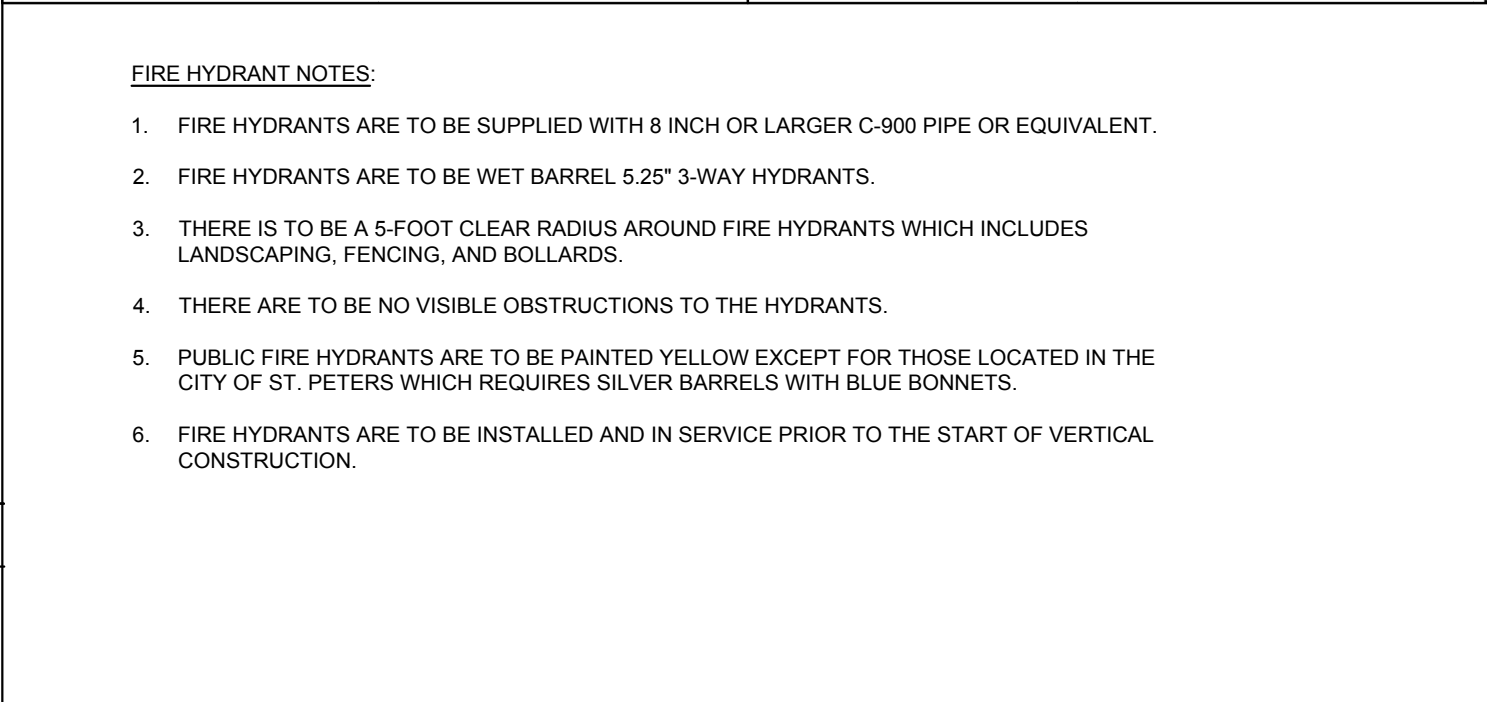 FIRE HYDRANT NOTES:
1. FIRE HYDRANTS ARE TO BE SUPPLIED WITH 8 INCH OR LARGER C-900 PIPE OR EQUIVALENT.
2. FIRE HYDRANTS ARE TO BE WET BARREL 5.25" 3-WAY HYDRANTS.
3. THERE IS TO BE A 5-FOOT CLEAR RADIUS AROUND FIRE HYDRANTS WHICH INCLUDES
LANDSCAPING, FENCING, AND BOLLARDS.
4. THERE ARE TO BE NO VISIBLE OBSTRUCTIONS TO THE HYDRANTS.
5. PUBLIC FIRE HYDRANTS ARE TO BE PAINTED YELLOW EXCEPT FOR THOSE LOCATED IN THE
CITY OF ST. PETERS WHICH REQUIRES SILVER BARRELS WITH BLUE BONNETS.
6. FIRE HYDRANTS ARE TO BE INSTALLED AND IN SERVICE PRIOR TO THE START OF VERTICAL
CONSTRUCTION.